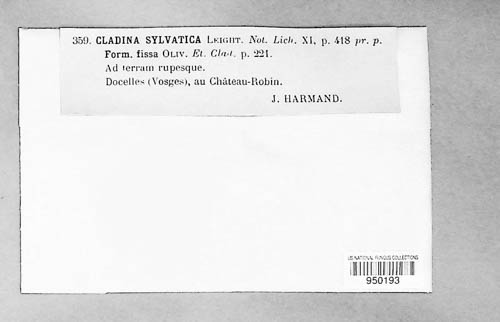 359. CLADINA SYLVATICA LEIGHT. Not. Lich. XI, p. 418 pr. p.
Form. fissa OLIV. Et. Clad. p. 221.
Ad terram rupesque.
Docelles (Vosges), au Château-Robin.
J. HARMAND.
US NATIONAL FUNGUS COLLECTIONS
950193